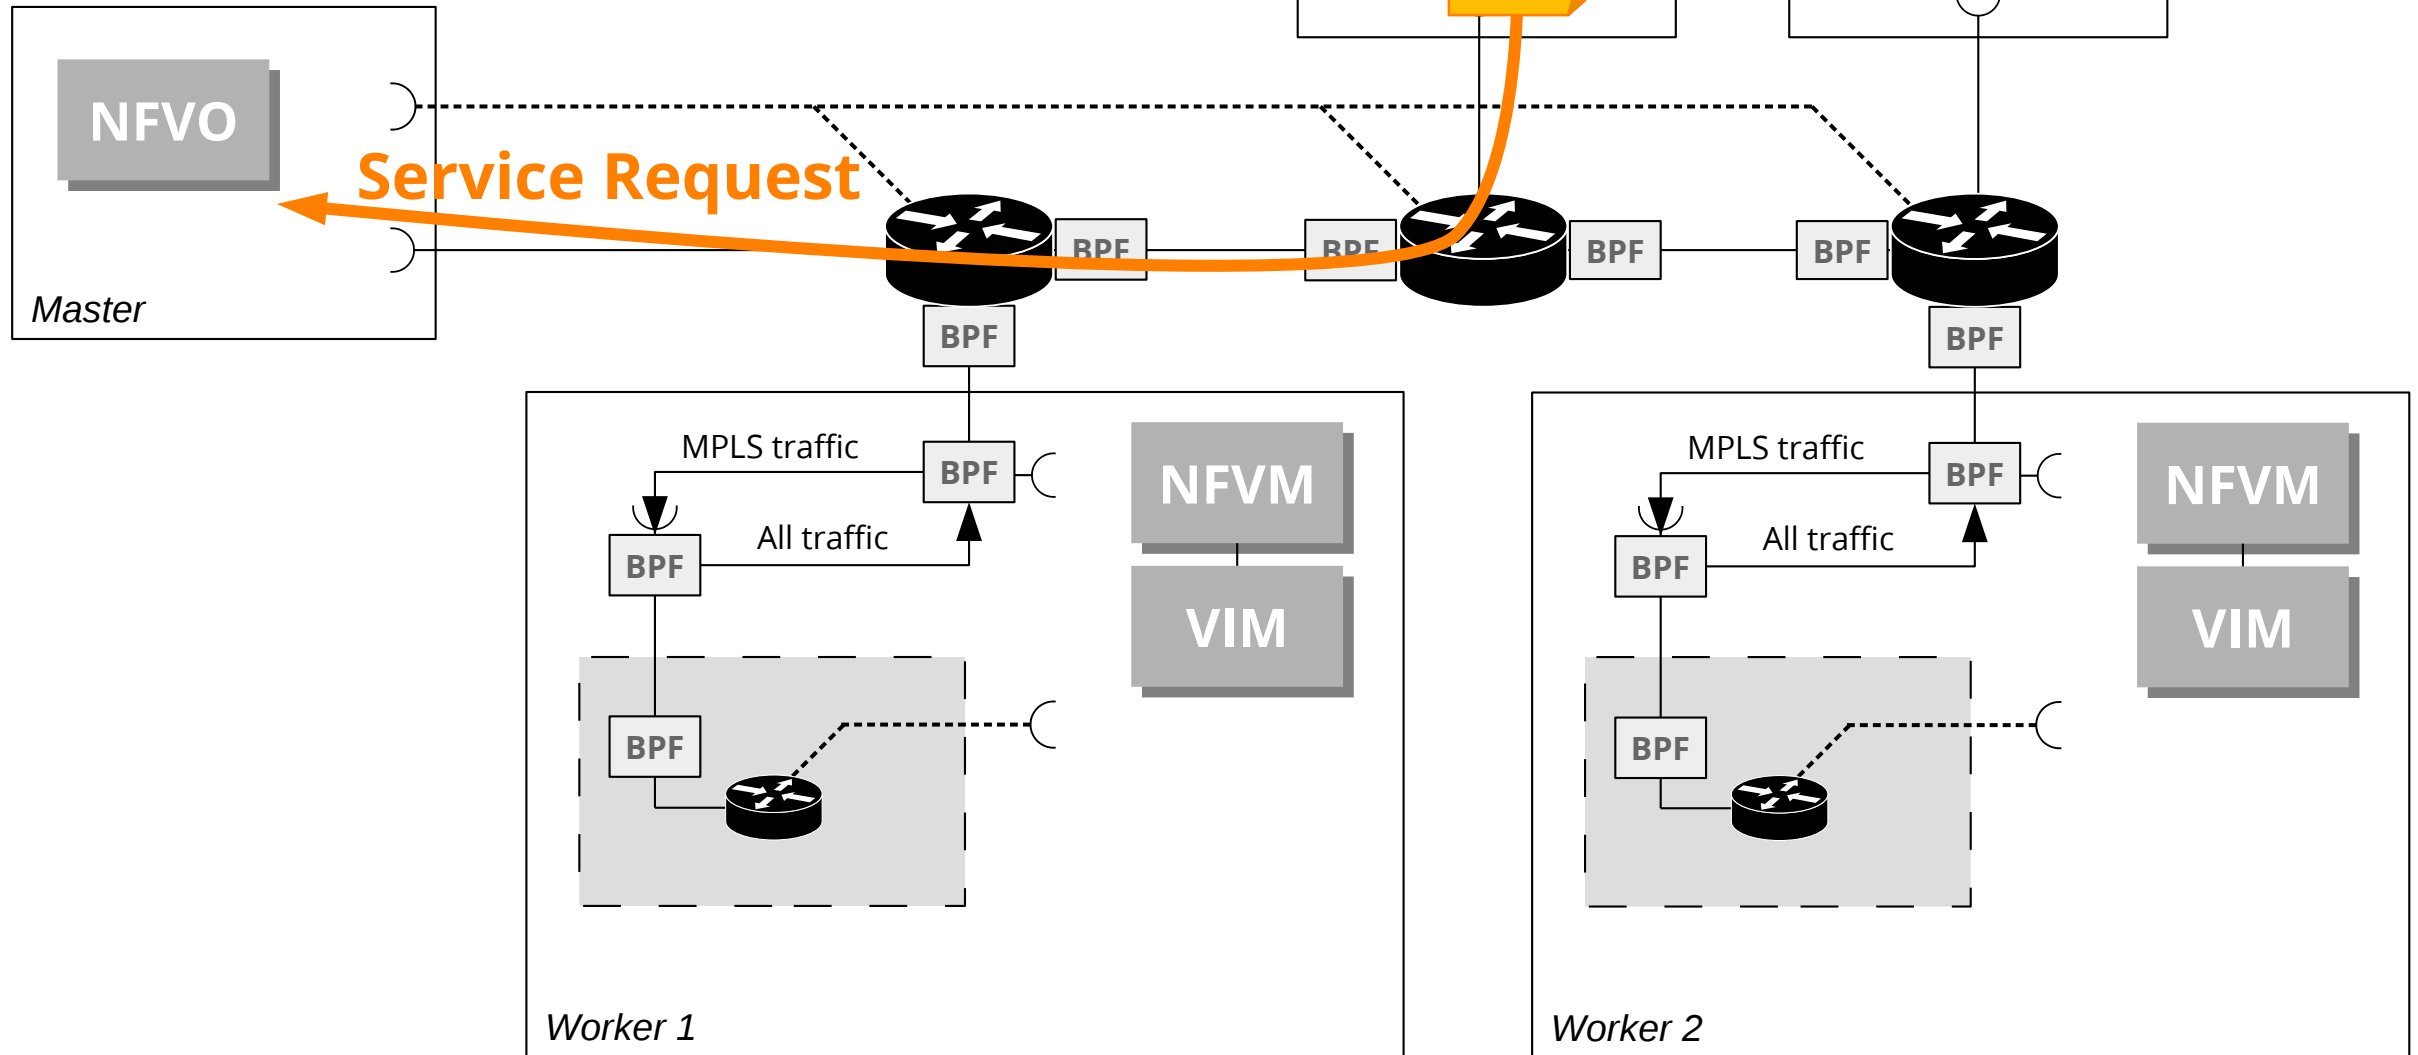 NFVO
Service Request
Master
BPF
BPF
BPF
BPF
BPF
BPF
MPLS traffic
BPF
All traffic
BPF
BPF
NFVM
VIM
Worker 1
MPLS traffic
BPF
All traffic
BPF
BPF
NFVM
VIM
Worker 2